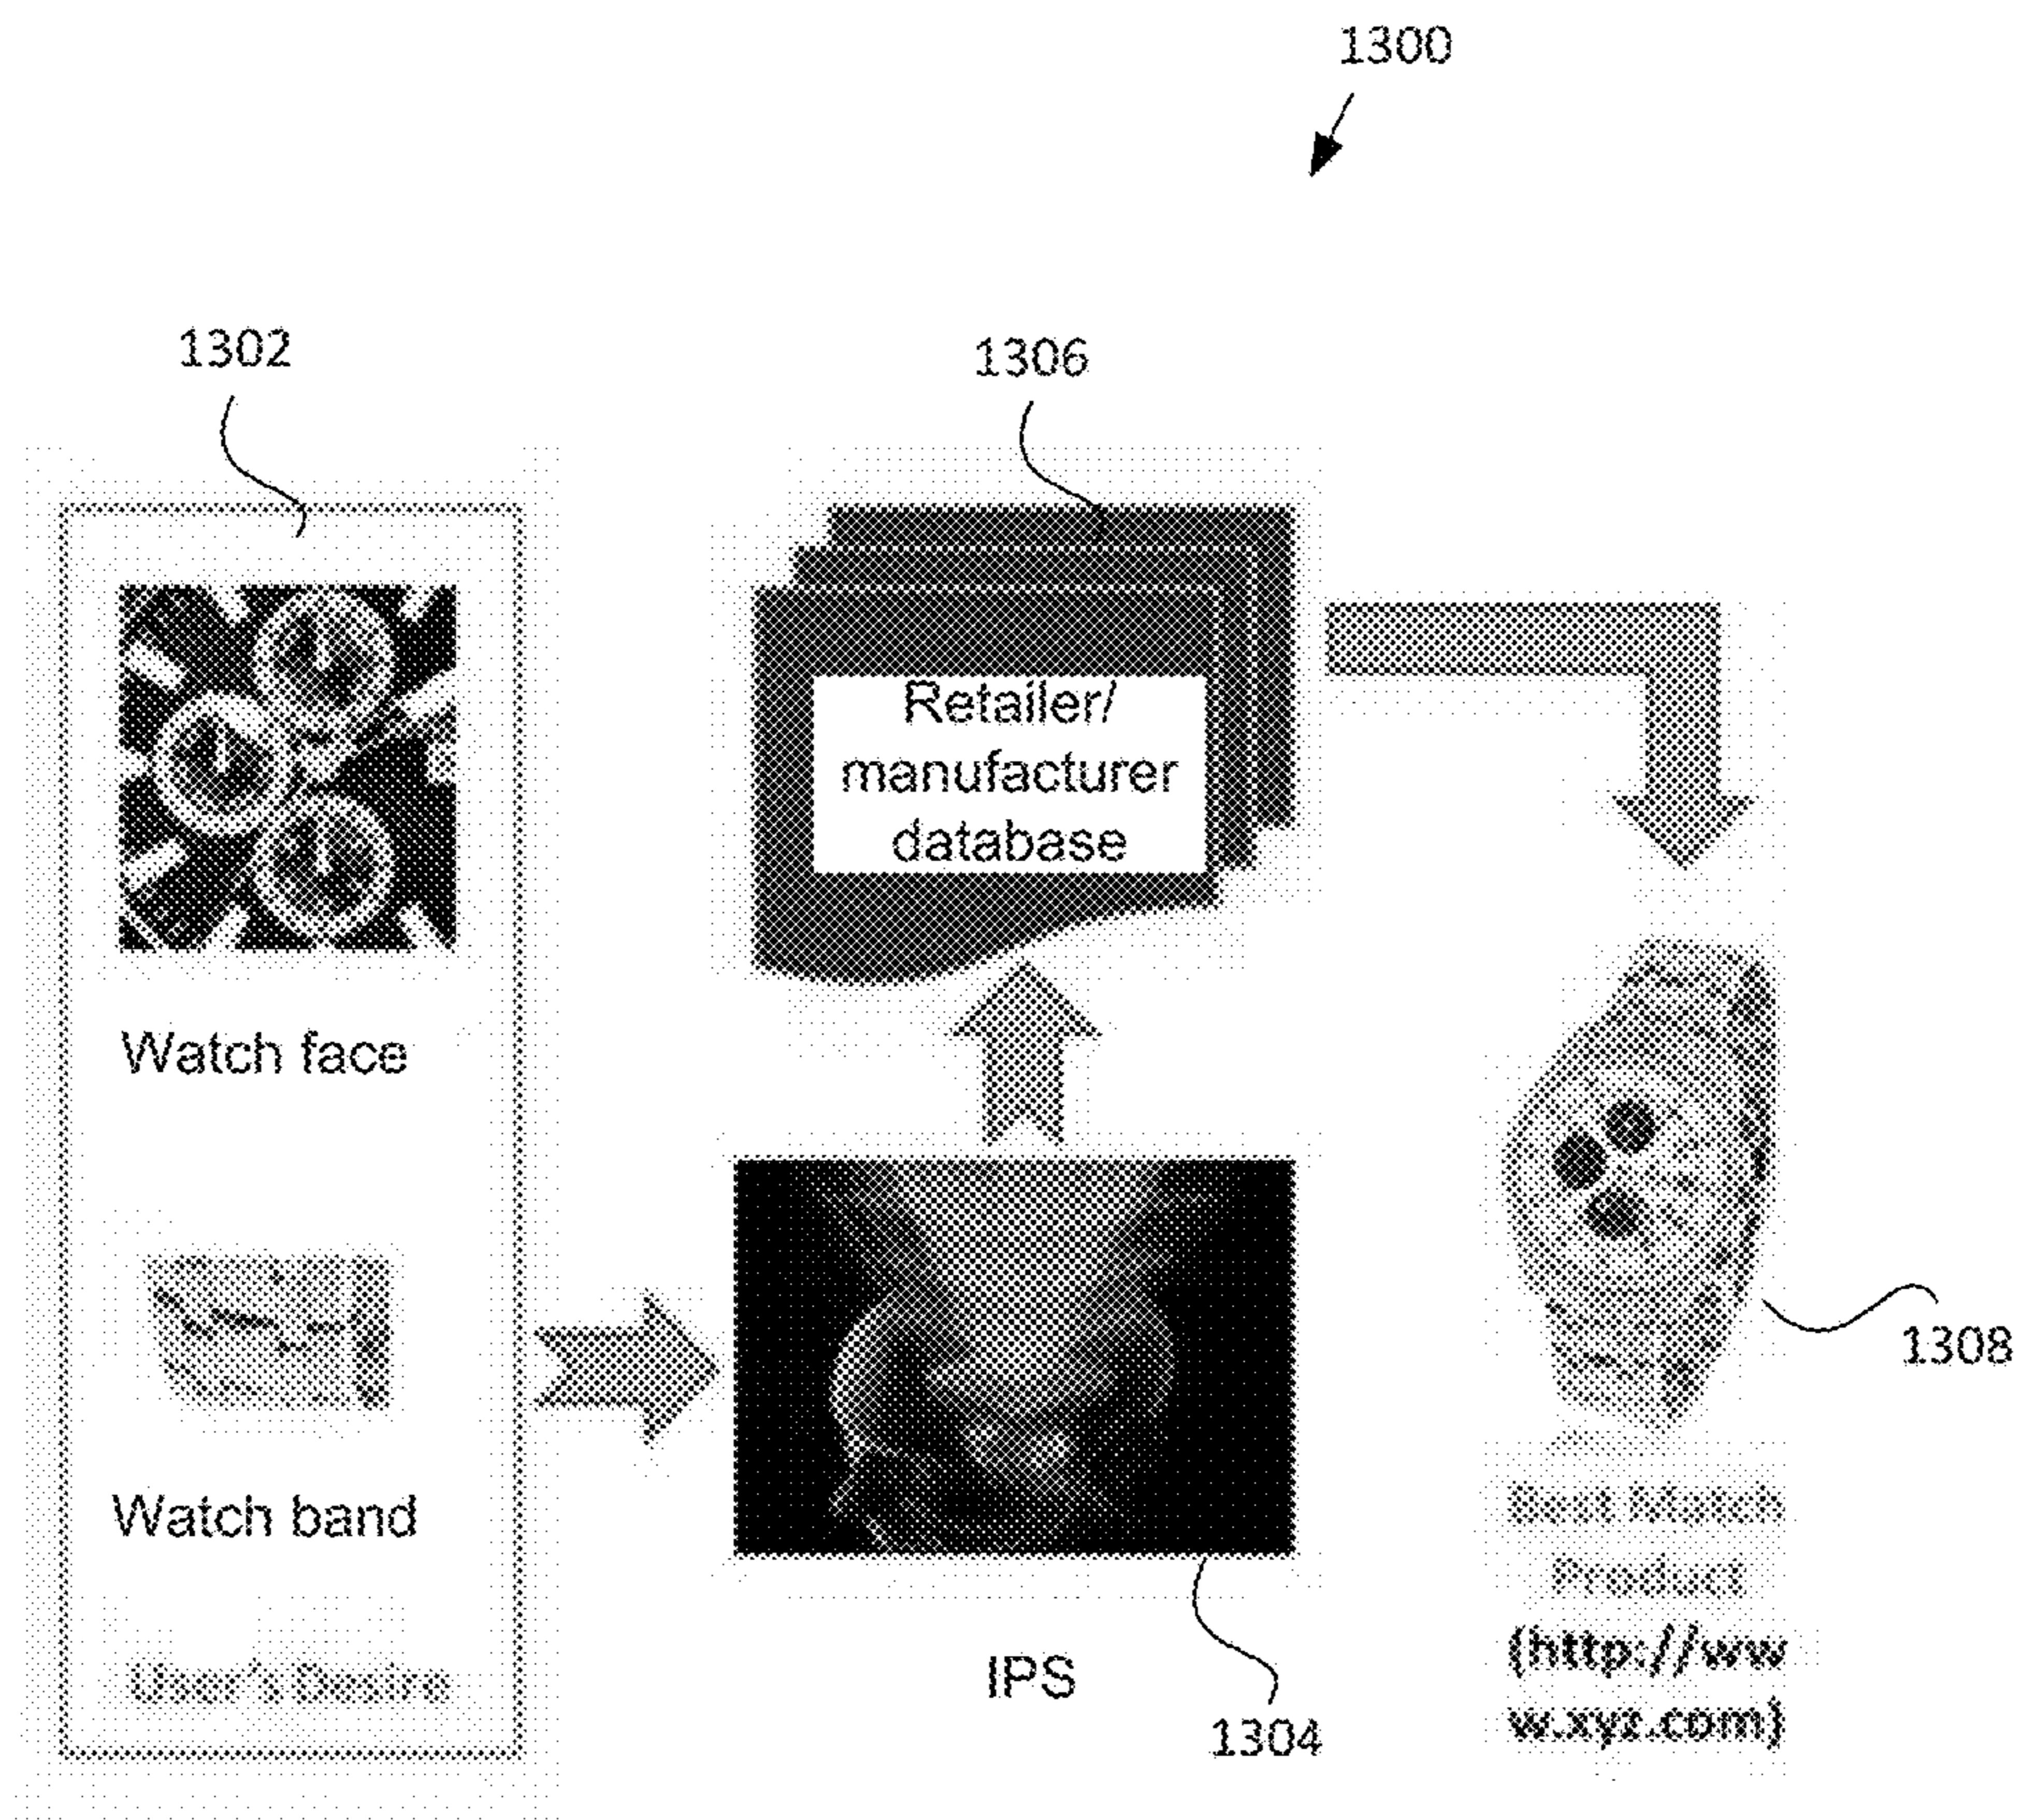 1300
1302
1306
Retailer/
manufacturer
database
Watch face
Watch band
User's Desire
IPS
1304
1308
Best Match
Product
(http://ww
w.xyz.com)